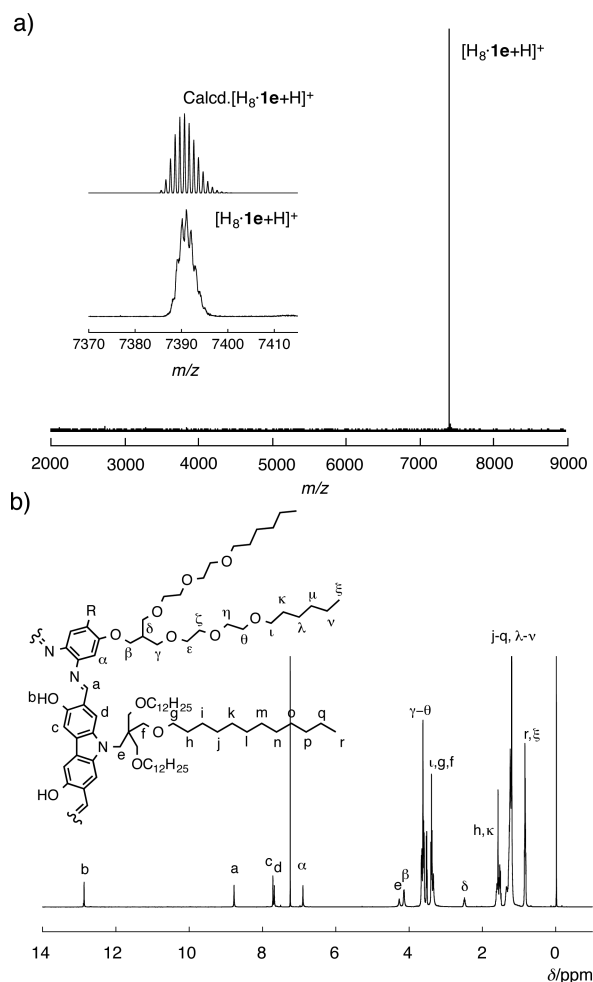 a)
[H₈·1e+H]⁺
Calcd.[H₈·1e+H]⁺
[H₈·1e+H]⁺
7370 7380 7390 7400 7410
m/z
2000 3000 4000 5000 6000 7000 8000 9000
m/z
b)
O
O
R
O
κ μ ξ
O δ O ζ O η O
N α β γ ε θ ι λ ν
N
a
bHO
d
c
OC₁₂H₂₅
g i k m o q
N f O
e h j l n p r
OC₁₂H₂₅
HO
j-q, λ-ν
γ-θ
ι,g,f
r,ξ
h,κ
b a c d α e β δ
14 12 10 8 6 4 2 0
δ/ppm